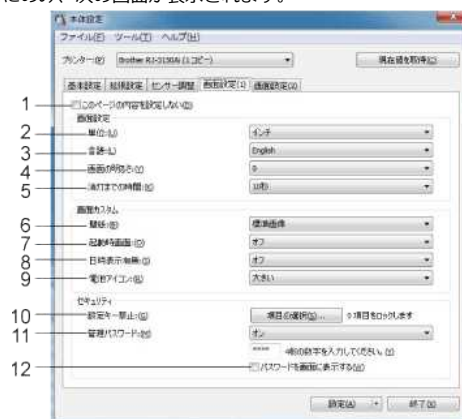 次の画面が表示されます。
本体設定
ファイル(F) ツール(T) ヘルプ(H)
プリンター(P) Brother RJ-3150Ai (1コピー) 現在値を取得(C)
基本設定 拡張設定 センサー調整 画面設定(1) 画面設定(2)
1 このページの内容を設定しない(D)
画面設定
2 単位:(U) インチ
3 言語:(L) English
4 画面の明るさ:(Y) 0
5 消灯までの時間:(K) 10秒
画面カスタム
6 壁紙:(B) 標準画像
7 起動時画面:(O) オフ
8 日時表示有無:(J) オフ
9 電池アイコン:(R) 大きい
セキュリティ
10 設定キー禁止:(G) 項目の選択(S)... 0 項目をロックします
11 管理パスワード:(M) オン
**** 4桁の数字を入力してください。(I)
12 パスワードを画面に表示する(W)
設定(A) 終了(X)